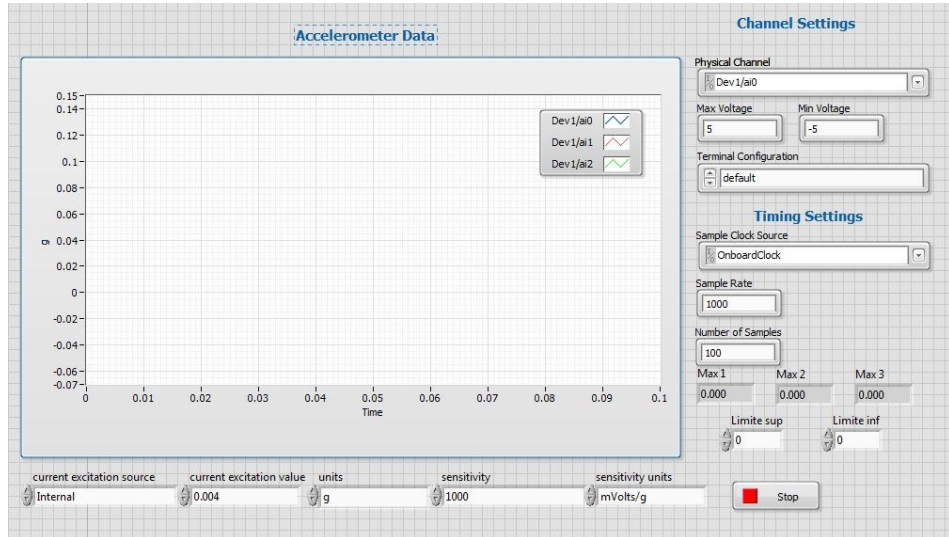 Accelerometer Data
0.15
0.14
0.12
0.1
0.08
0.06
0.04
0.02
0
-0.02
-0.04
-0.06
-0.07
g
0
0.01
0.02
0.03
0.04
0.05
0.06
0.07
0.08
0.09
0.1
Time
Dev1/ai0
Dev1/ai1
Dev1/ai2
Channel Settings
Physical Channel
Dev1/ai0
Max Voltage
Min Voltage
5
-5
Terminal Configuration
default
Timing Settings
Sample Clock Source
OnboardClock
Sample Rate
1000
Number of Samples
100
Max 1
Max 2
Max 3
0.000
0.000
0.000
Limite sup
Limite inf
0
0
current excitation source
current excitation value
units
sensitivity
sensitivity units
Internal
0.004
g
1000
mVolts/g
Stop